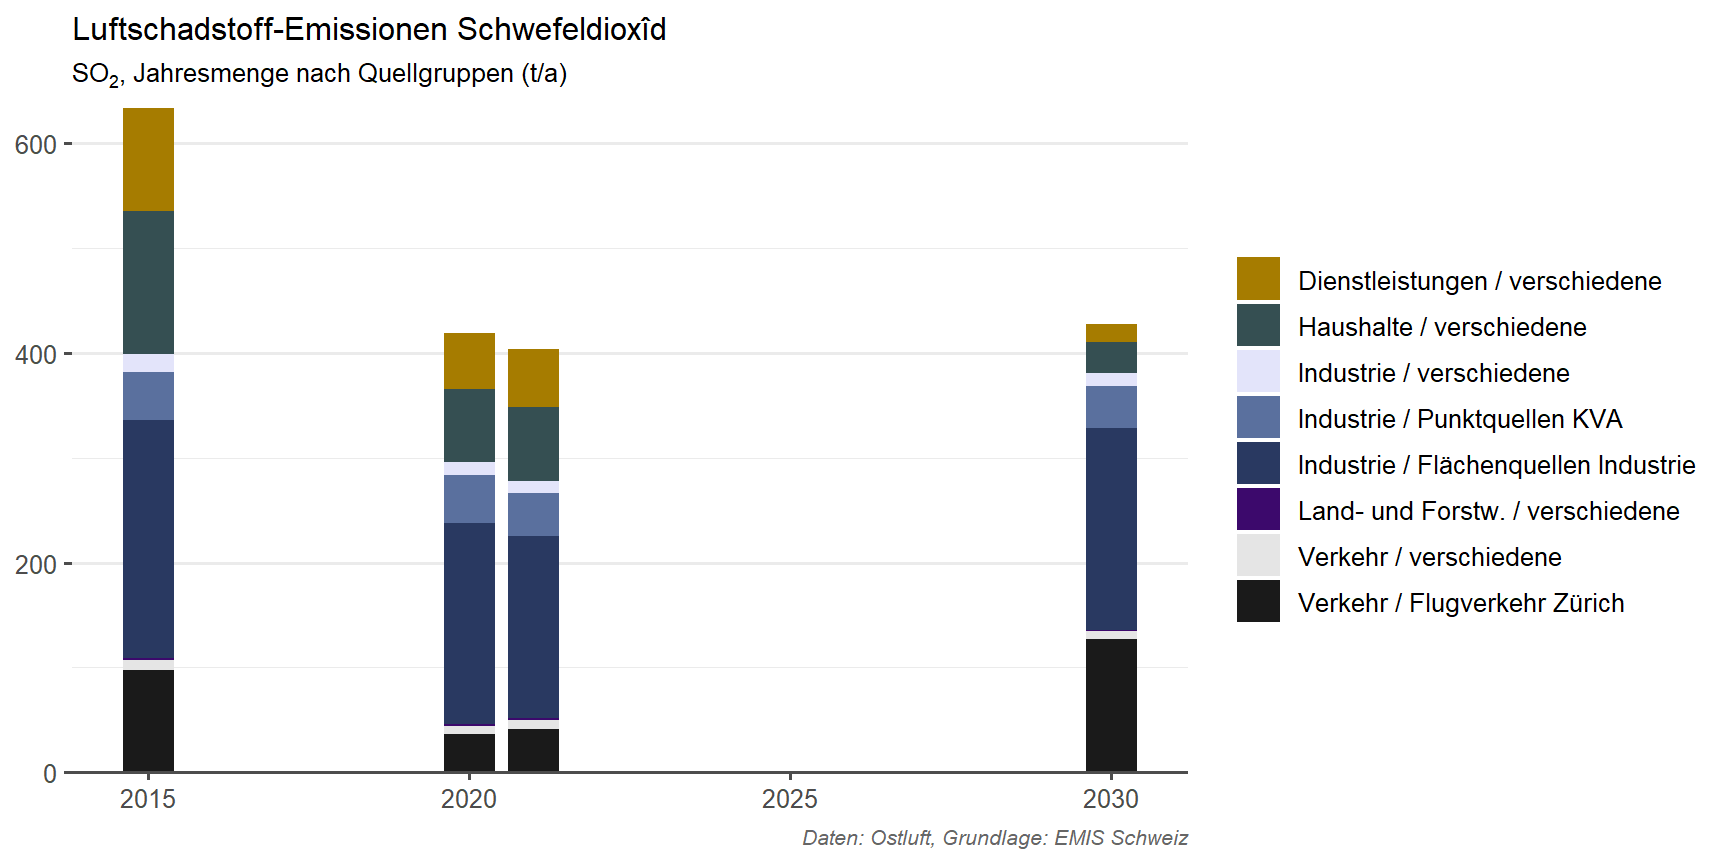 Luftschadstoff-Emissionen Schwefeldioxîd
SO₂, Jahresmenge nach Quellgruppen (t/a)
600
400
200
0
2015
2020
2025
2030
Dienstleistungen / verschiedene
Haushalte / verschiedene
Industrie / verschiedene
Industrie / Punktquellen KVA
Industrie / Flächenquellen Industrie
Land- und Forstw. / verschiedene
Verkehr / verschiedene
Verkehr / Flugverkehr Zürich
Daten: Ostluft, Grundlage: EMIS Schweiz